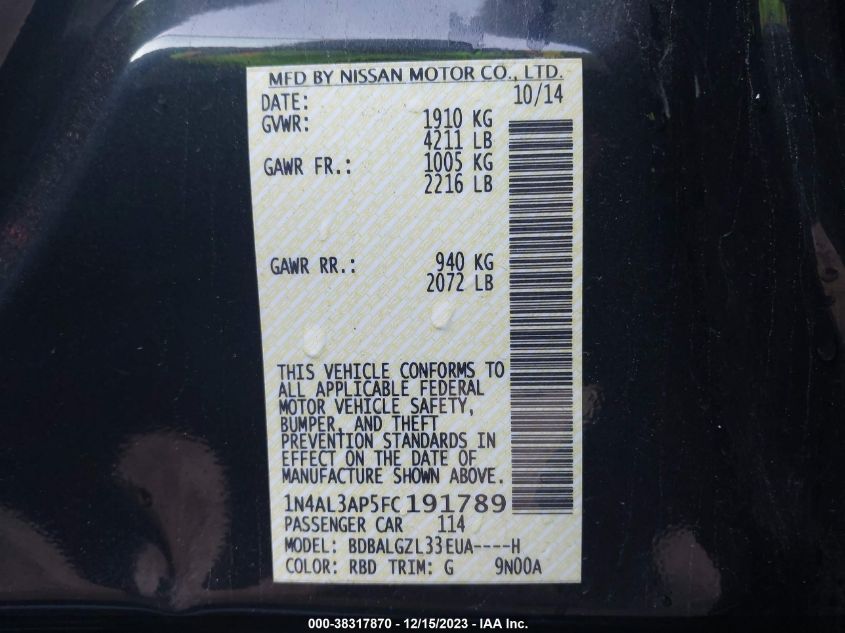 MFD BY NISSAN MOTOR CO., LTD.
DATE: 10/14
GVWR: 1910 KG
4211 LB
GAWR FR.: 1005 KG
2216 LB
GAWR RR.: 940 KG
2072 LB
THIS VEHICLE CONFORMS TO
ALL APPLICABLE FEDERAL
MOTOR VEHICLE SAFETY,
BUMPER, AND THEFT
PREVENTION STANDARDS IN
EFFECT ON THE DATE OF
MANUFACTURE SHOWN ABOVE.
1N4AL3AP5FC191789
PASSENGER CAR 114
MODEL: BDBALGZL33EUA----H
COLOR: RBD TRIM: G 9N00A
000-38317870 - 12/15/2023 - IAA Inc.